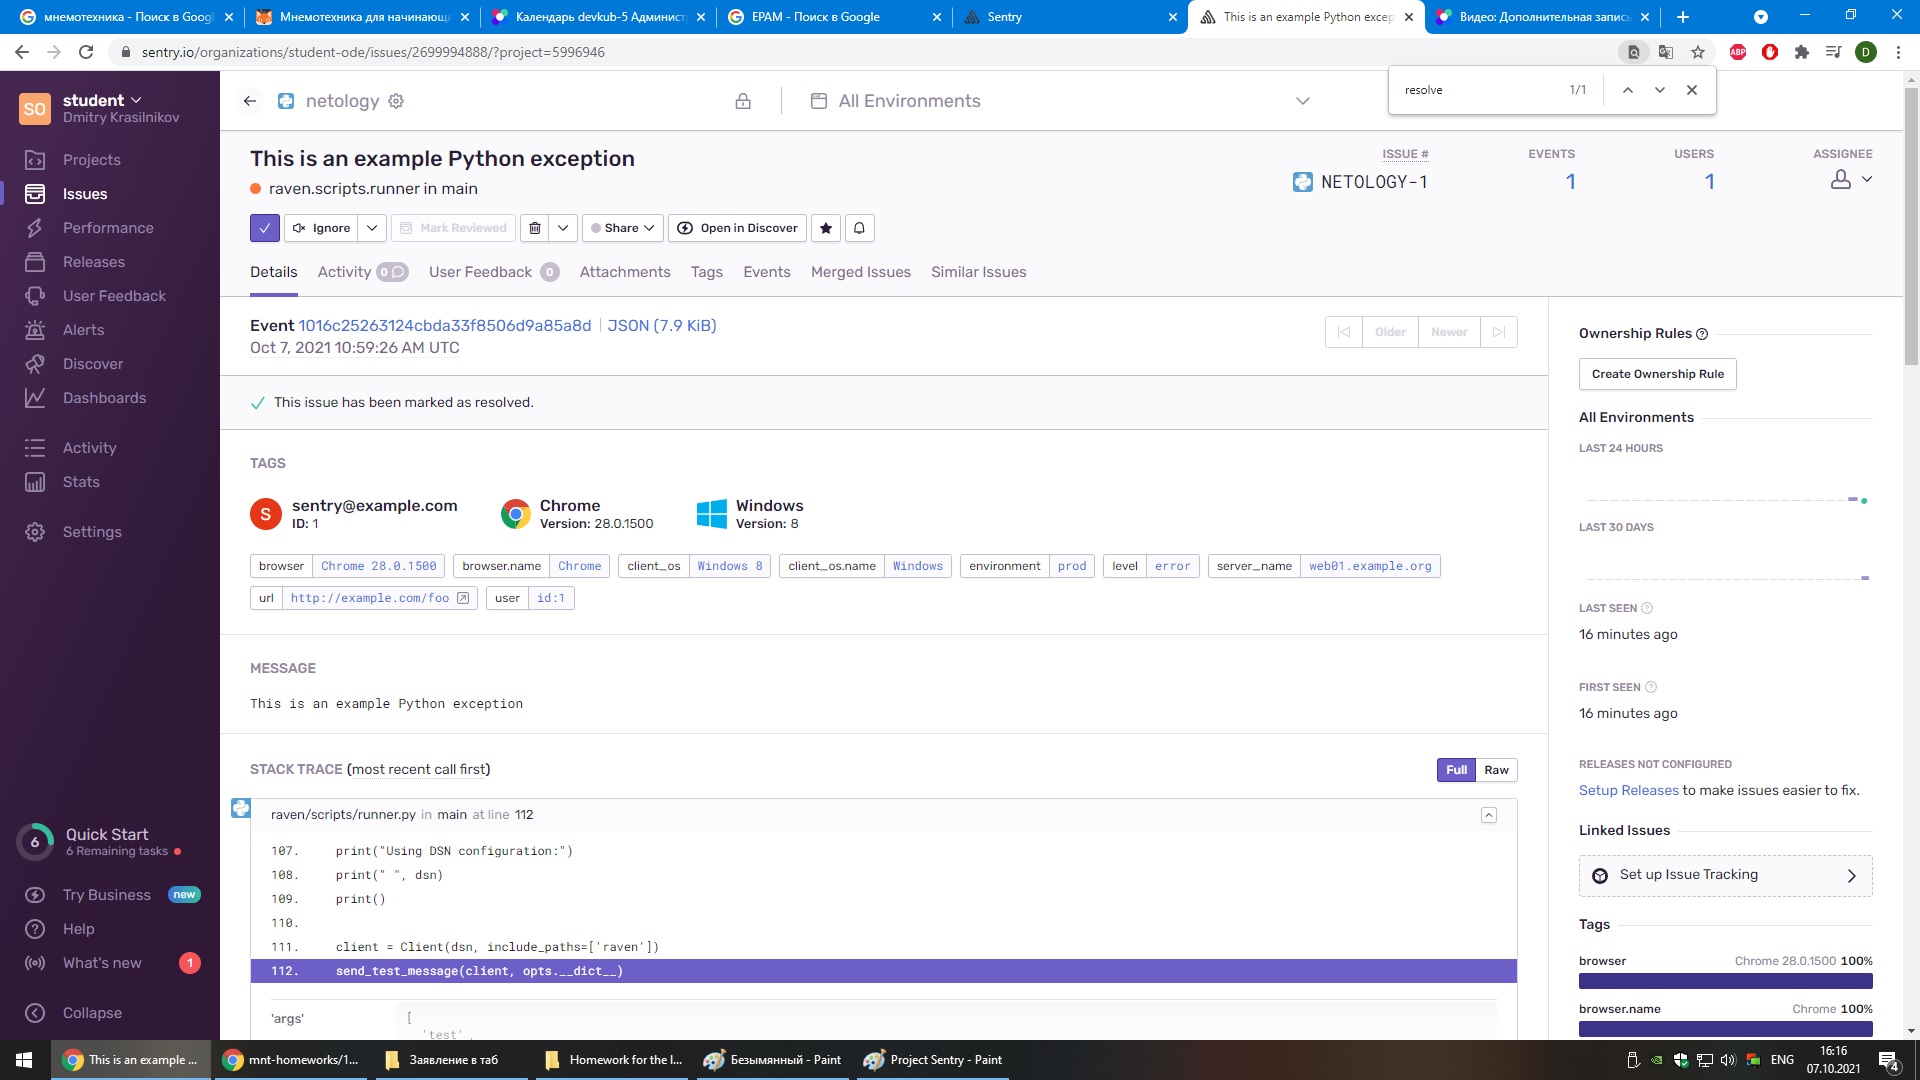 мнемотехника - Поиск в Googl
Мнемотехника для начинающи
Календарь devkub-5 Админист
EPAM - Поиск в Google
Sentry
This is an example Python excep
Видео: Дополнительная запись
sentry.io/organizations/student-ode/issues/2699994888/?project=5996946
ABP
D
resolve
1/1
SO
student
Dmitry Krasilnikov
Projects
Issues
Performance
Releases
User Feedback
Alerts
Discover
Dashboards
Activity
Stats
Settings
6
Quick Start
6 Remaining tasks
Try Business new
Help
What's new 1
Collapse
netology
All Environments
This is an example Python exception
raven.scripts.runner in main
ISSUE #
NETOLOGY-1
EVENTS
1
USERS
1
ASSIGNEE
Ignore
Mark Reviewed
Share
Open in Discover
Details
Activity 0
User Feedback 0
Attachments
Tags
Events
Merged Issues
Similar Issues
Event 1016c25263124cbda33f8506d9a85a8d | JSON (7.9 KiB)
Oct 7, 2021 10:59:26 AM UTC
Older
Newer
This issue has been marked as resolved.
TAGS
S
sentry@example.com
ID: 1
Chrome
Version: 28.0.1500
Windows
Version: 8
browser Chrome 28.0.1500
browser.name Chrome
client_os Windows 8
client_os.name Windows
environment prod
level error
server_name web01.example.org
url http://example.com/foo
user id:1
MESSAGE
This is an example Python exception
STACK TRACE (most recent call first)
Full
Raw
raven/scripts/runner.py in main at line 112
107. print("Using DSN configuration:")
108. print(" ", dsn)
109. print()
110.
111. client = Client(dsn, include_paths=['raven'])
112. send_test_message(client, opts.__dict__)
'args'
[
'test',
Ownership Rules
Create Ownership Rule
All Environments
LAST 24 HOURS
LAST 30 DAYS
LAST SEEN
16 minutes ago
FIRST SEEN
16 minutes ago
RELEASES NOT CONFIGURED
Setup Releases to make issues easier to fix.
Linked Issues
Set up Issue Tracking
Tags
browser Chrome 28.0.1500 100%
browser.name Chrome 100%
This is an example ...
mnt-homeworks/1...
Заявление в таб
Homework for the l...
Безымянный - Paint
Project Sentry - Paint
ENG
16:16
07.10.2021
4